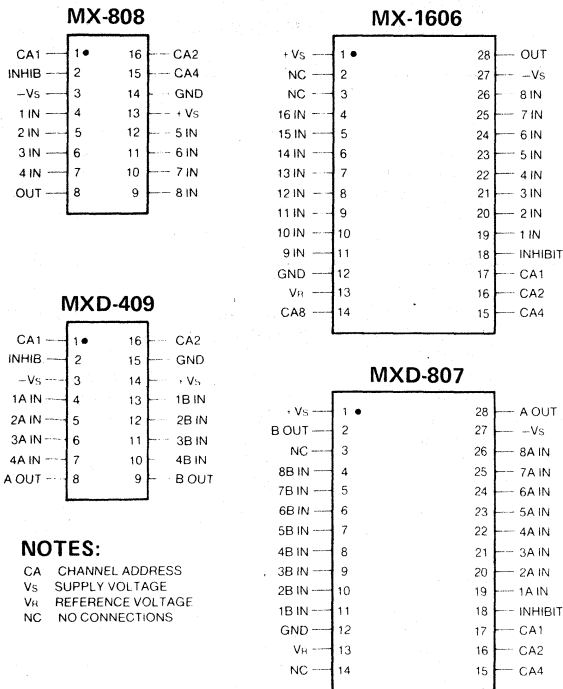 MX-808
CA1 1 16 CA2
INHIB 2 15 CA4
–Vs 3 14 GND
1 IN 4 13 +Vs
2 IN 5 12 5 IN
3 IN 6 11 6 IN
4 IN 7 10 7 IN
OUT 8 9 8 IN
MX-1606
+Vs 1 28 OUT
NC 2 27 –Vs
NC 3 26 8 IN
16 IN 4 25 7 IN
15 IN 5 24 6 IN
14 IN 6 23 5 IN
13 IN 7 22 4 IN
12 IN 8 21 3 IN
11 IN 9 20 2 IN
10 IN 10 19 1 IN
9 IN 11 18 INHIBIT
GND 12 17 CA1
VR 13 16 CA2
CA8 14 15 CA4
MXD-409
CA1 1 16 CA2
INHIB 2 15 GND
–Vs 3 14 +Vs
1A IN 4 13 1B IN
2A IN 5 12 2B IN
3A IN 6 11 3B IN
4A IN 7 10 4B IN
A OUT 8 9 B OUT
MXD-807
+Vs 1 28 A OUT
B OUT 2 27 –Vs
NC 3 26 8A IN
8B IN 4 25 7A IN
7B IN 5 24 6A IN
6B IN 6 23 5A IN
5B IN 7 22 4A IN
4B IN 8 21 3A IN
3B IN 9 20 2A IN
2B IN 10 19 1A IN
1B IN 11 18 INHIBIT
GND 12 17 CA1
VR 13 16 CA2
NC 14 15 CA4
NOTES:
CA CHANNEL ADDRESS
Vs SUPPLY VOLTAGE
VR REFERENCE VOLTAGE
NC NO CONNECTIONS